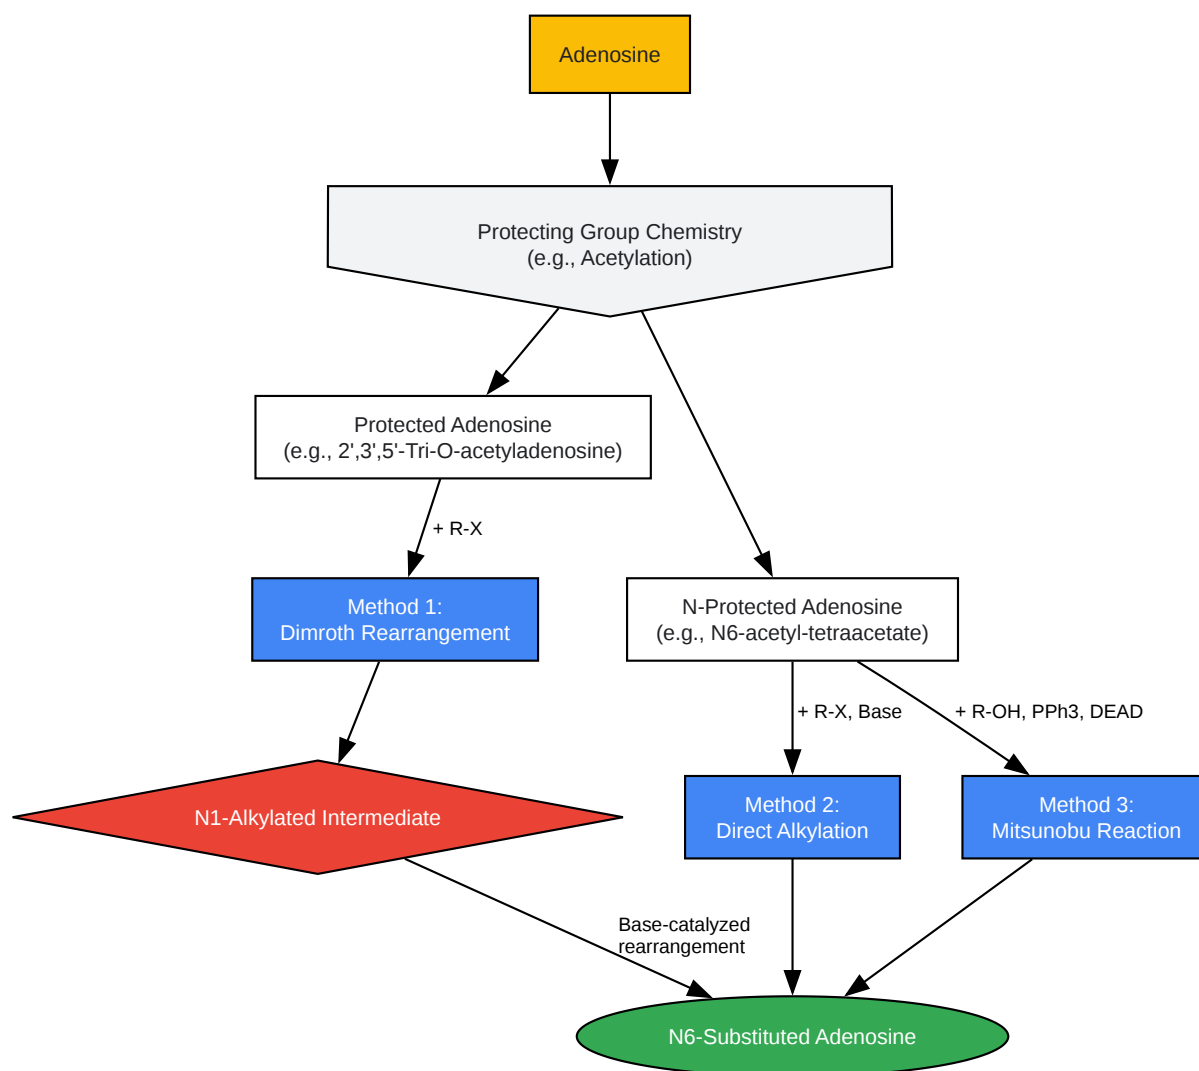 Adenosine
Protecting Group Chemistry
(e.g., Acetylation)
Protected Adenosine
(e.g., 2',3',5'-Tri-O-acetyladenosine)
+ R-X
Method 1:
Dimroth Rearrangement
N-Protected Adenosine
(e.g., N6-acetyl-tetraacetate)
+ R-X, Base
+ R-OH, PPh3, DEAD
N1-Alkylated Intermediate
Method 2:
Direct Alkylation
Method 3:
Mitsunobu Reaction
Base-catalyzed
rearrangement
N6-Substituted Adenosine